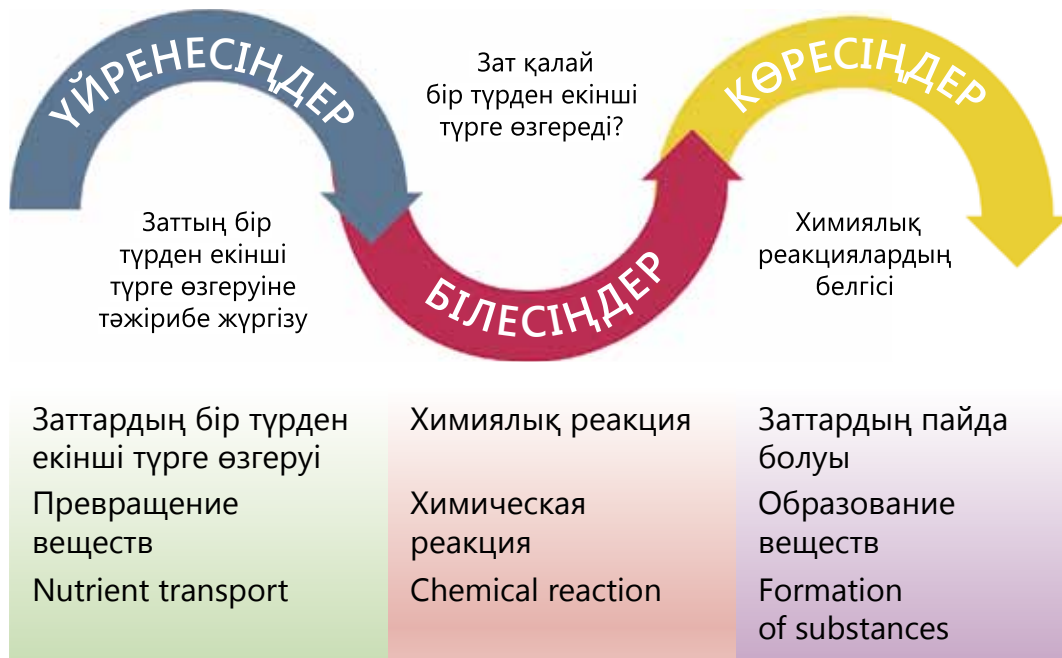 ҮЙРЕНЕСІҢДЕР
Заттың бір
түрден екінші
түрге өзгеруіне
тәжірибе жүргізу
Зат қалай
бір түрден екінші
түрге өзгереді?
БІЛЕСІҢДЕР
КӨРЕСІҢДЕР
Химиялық
реакциялардың
белгісі
Заттардың бір түрден
екінші түрге өзгеруі
Превращение
веществ
Nutrient transport
Химиялық реакция
Химическая
реакция
Chemical reaction
Заттардың пайда
болуы
Образование
веществ
Formation
of substances